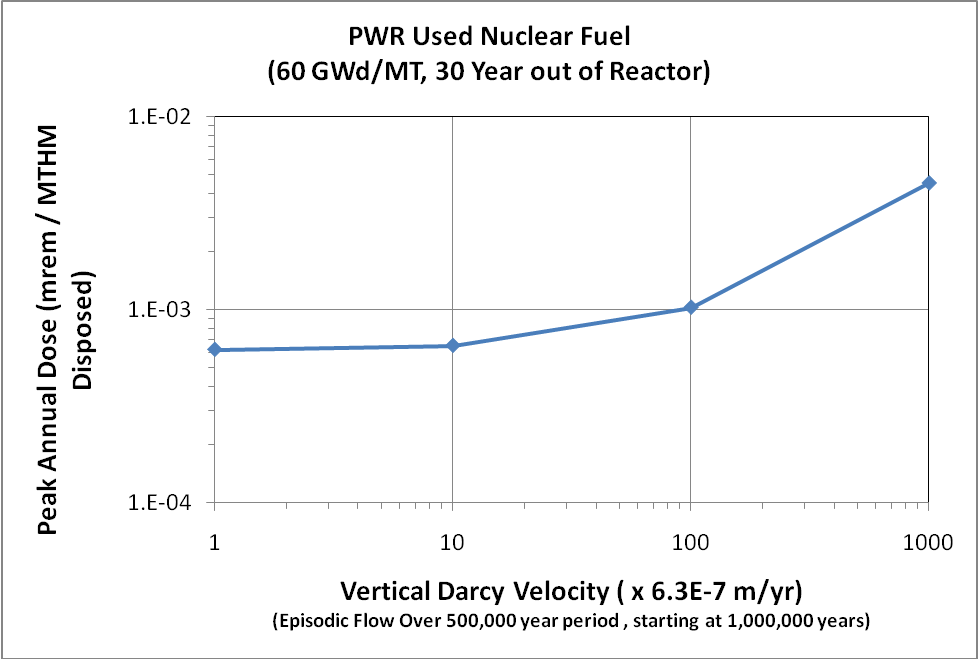 PWR Used Nuclear Fuel
(60 GWd/MT, 30 Year out of Reactor)
Peak Annual Dose (mrem / MTHM
Disposed)
1.E-02
1.E-03
1.E-04
1 10 100 1000
Vertical Darcy Velocity ( x 6.3E-7 m/yr)
(Episodic Flow Over 500,000 year period , starting at 1,000,000 years)